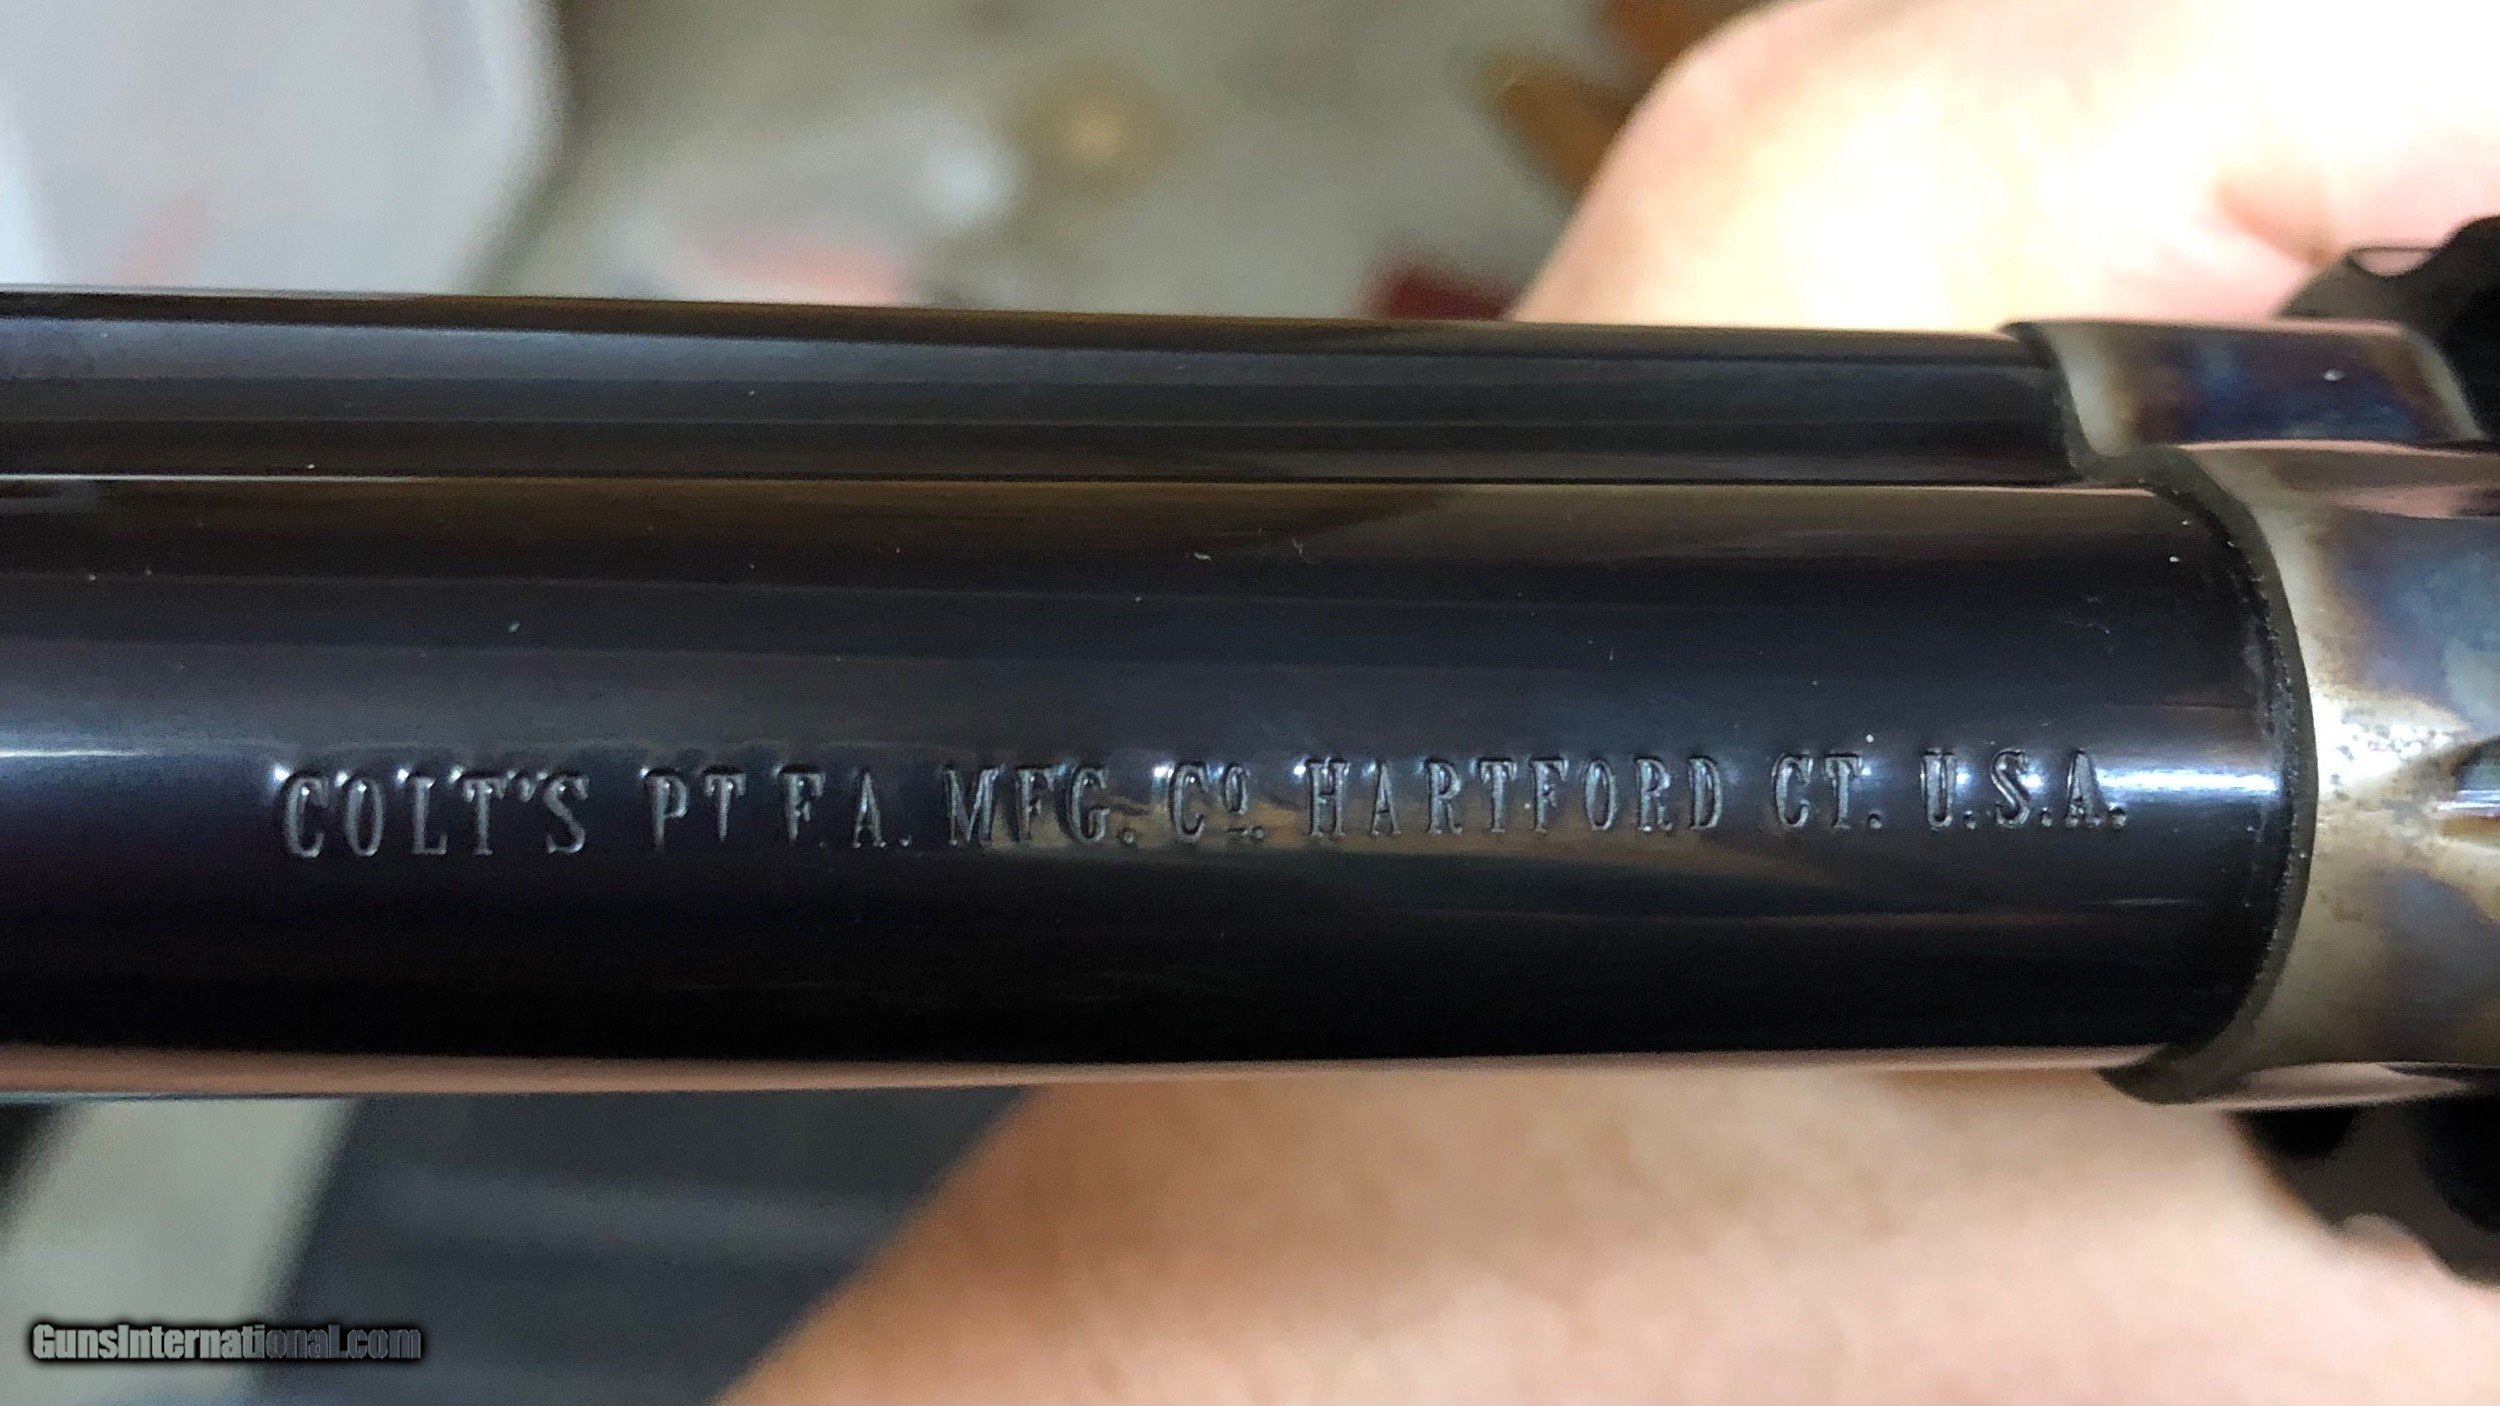 COLT'S PT F.A. MFG. Co. HARTFORD CT. U.S.A.
GunsInternational.com